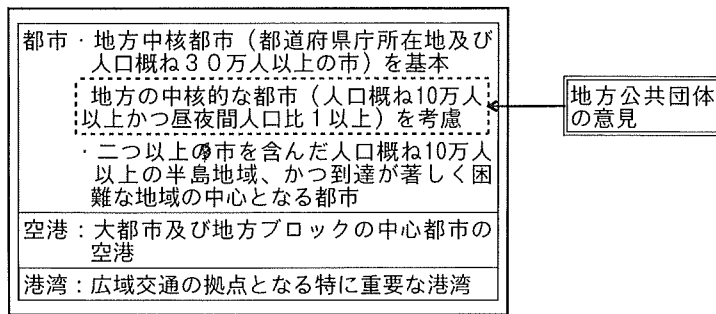 都市・地方中核都市（都道府県庁所在地及び
人口概ね３０万人以上の市）を基本
地方の中核的な都市（人口概ね10万人
以上かつ昼夜間人口比１以上）を考慮
・二つ以上の市を含んだ人口概ね10万人
以上の半島地域、かつ到達が著しく困
難な地域の中心となる都市
空港：大都市及び地方ブロックの中心都市の
空港
港湾：広域交通の拠点となる特に重要な港湾
地方公共団体
の意見